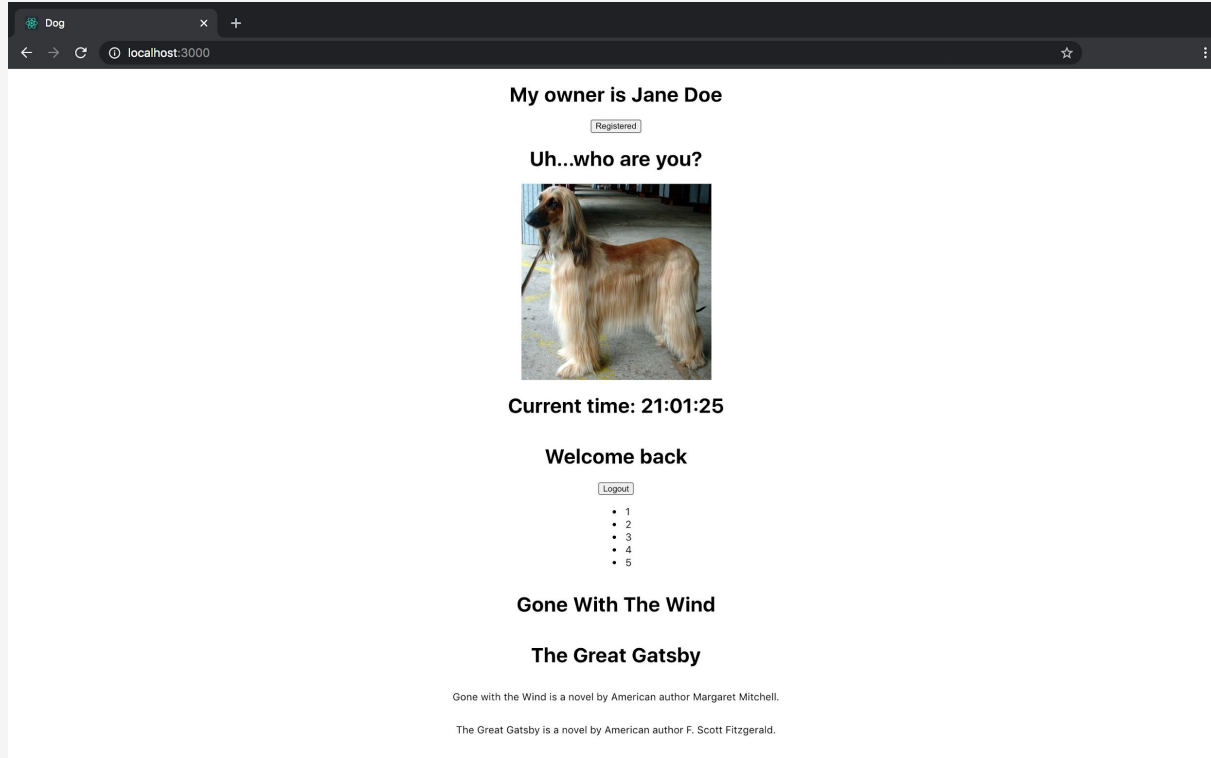 Dog
localhost:3000
My owner is Jane Doe
Registered
Uh...who are you?
Current time: 21:01:25
Welcome back
Logout
1
2
3
4
5
Gone With The Wind
The Great Gatsby
Gone with the Wind is a novel by American author Margaret Mitchell.
The Great Gatsby is a novel by American author F. Scott Fitzgerald.